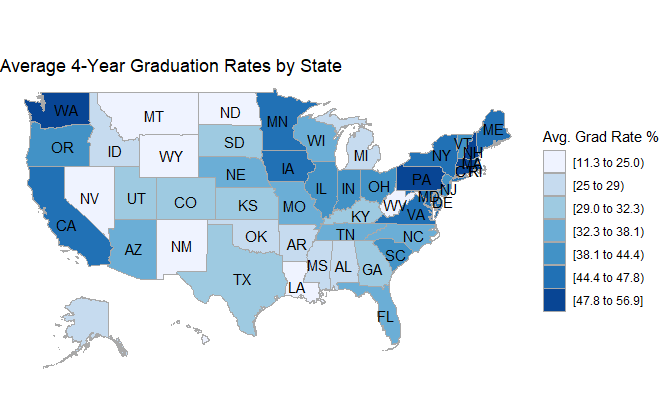 Average 4-Year Graduation Rates by State
WA
MT
ND
MN
ME
OR
ID
SD
WI
MI
VT
NH
NY
MA
CT
RI
WY
IA
PA
NJ
NV
UT
CO
NE
IL
IN
OH
MD
DE
WV
VA
CA
KS
MO
KY
AZ
NM
OK
AR
TN
NC
SC
TX
LA
MS
AL
GA
FL
Avg. Grad Rate %
[11.3 to 25.0)
[25 to 29)
[29.0 to 32.3)
[32.3 to 38.1)
[38.1 to 44.4)
[44.4 to 47.8)
[47.8 to 56.9]